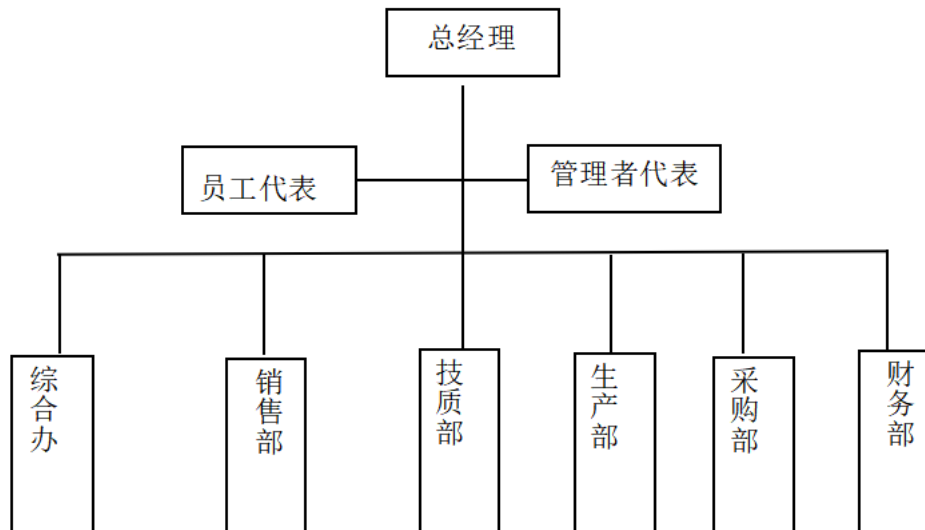 总经理
员工代表
管理者代表
综合办
销售部
技质部
生产部
采购部
财务部